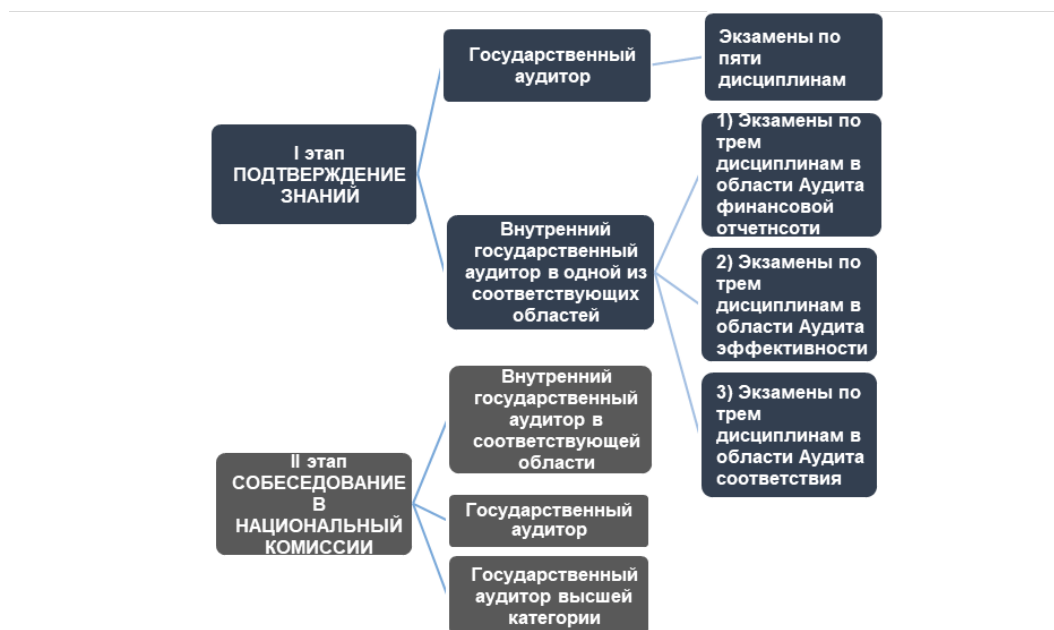 I этап
ПОДТВЕРЖДЕНИЕ
ЗНАНИЙ
Государственный
аудитор
Экзамены по
пяти
дисциплинам
Внутренний
государственный
аудитор в одной из
соответствующих
областей
1) Экзамены по
трем
дисциплинам в
области Аудита
финансовой
отчетнсоти
2) Экзамены по
трем
дисциплинам в
области Аудита
эффективности
3) Экзамены по
трем
дисциплинам в
области Аудита
соответствия
II этап
СОБЕСЕДОВАНИЕ
В
НАЦИОНАЛЬНЫЙ
КОМИССИИ
Внутренний
государственный
аудитор в
соответствующей
области
Государственный
аудитор
Государственный
аудитор высшей
категории